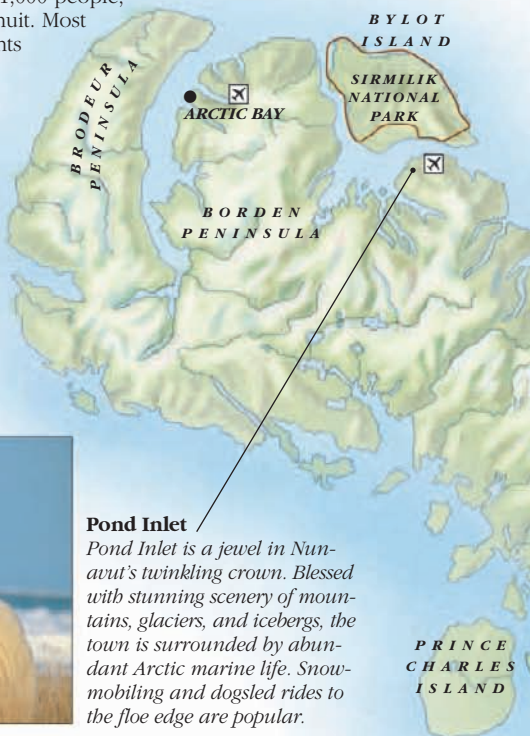 1,000 people,
nuit. Most
nts
BYLOT
ISLAND
SIRMILIK
NATIONAL
PARK
BRODEUR
PENINSULA
ARCTIC BAY
BORDEN
PENINSULA
Pond Inlet
Pond Inlet is a jewel in Nun-
avut's twinkling crown. Blessed
with stunning scenery of moun-
tains, glaciers, and icebergs, the
town is surrounded by abun-
dant Arctic marine life. Snow-
mobiling and dogsled rides to
the floe edge are popular.
PRINCE
CHARLES
ISLAND